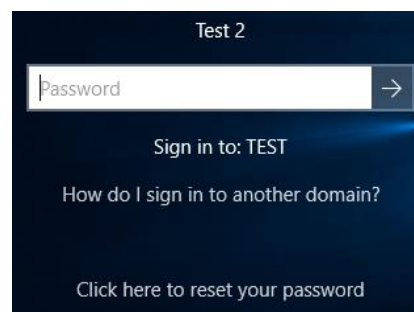 Test 2
Password
Sign in to: TEST
How do I sign in to another domain?
Click here to reset your password